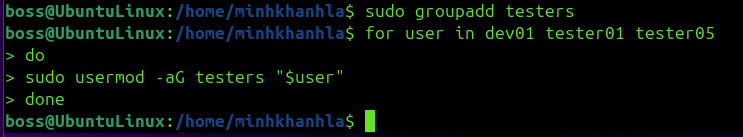 boss@UbuntuLinux:/home/minhkhanhla$ sudo groupadd testers
boss@UbuntuLinux:/home/minhkhanhla$ for user in dev01 tester01 tester05
> do
> sudo usermod -aG testers "$user"
> done
boss@UbuntuLinux:/home/minhkhanhla$